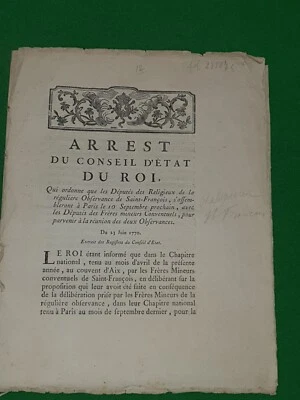 ARREST
DU CONSEIL D'ÉTAT
DU ROI,
Qui ordonne que les Députés des Religieux de la
régulière Observance de Saint-François, s'assem-
bleront à Paris le 10 Septembre prochain, avec
les Députés des Frères mineurs Conventuels, pour
parvenir à la réunion des deux Observances.
Du 23 Juin 1770.
Extrait des Registres du Conseil d'État.
LE ROI étant informé que dans le Chapitre
national, tenu au mois d'avril de la présente
année, au couvent d'Aix, par les Frères Mineurs
conventuels de Saint-François, en délibérant sur la
proposition qui leur avoit été faite en conséquence
de la délibération prise par les Frères Mineurs de la
régulière observance, dans leur Chapitre national
tenu à Paris au mois de septembre dernier, pour la